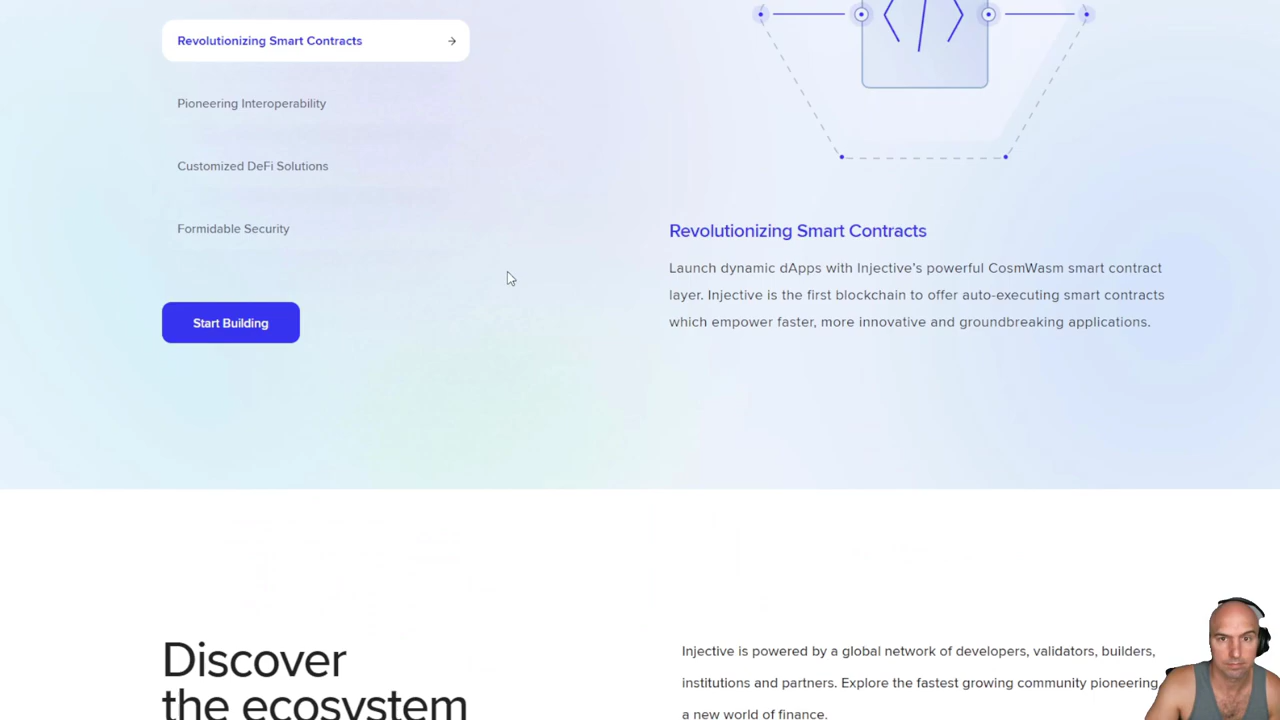 Revolutionizing Smart Contracts
Pioneering Interoperability
Customized DeFi Solutions
Formidable Security
Start Building
Revolutionizing Smart Contracts
Launch dynamic dApps with Injective’s powerful CosmWasm smart contract
layer. Injective is the first blockchain to offer auto-executing smart contracts
which empower faster, more innovative and groundbreaking applications.
Discover
the ecosystem
Injective is powered by a global network of developers, validators, builders,
institutions and partners. Explore the fastest growing community pioneering
a new world of finance.